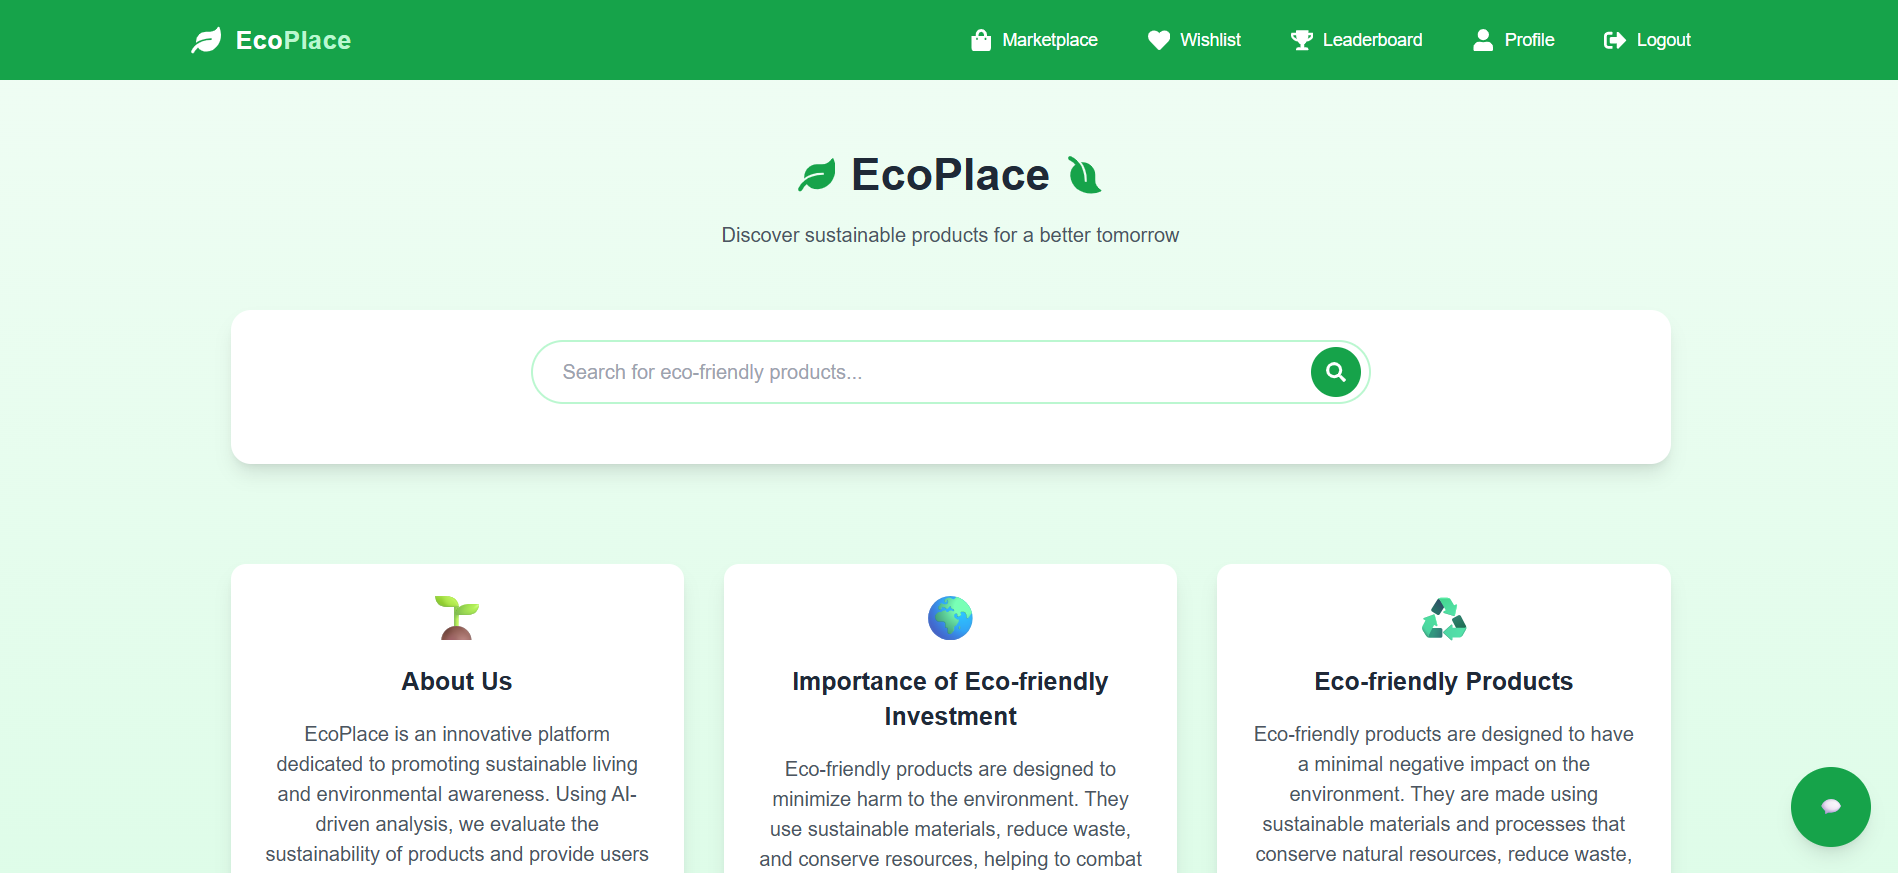 EcoPlace
Marketplace
Wishlist
Leaderboard
Profile
Logout
EcoPlace
Discover sustainable products for a better tomorrow
Search for eco-friendly products...
About Us
EcoPlace is an innovative platform
dedicated to promoting sustainable living
and environmental awareness. Using AI-
driven analysis, we evaluate the
sustainability of products and provide users
Importance of Eco-friendly
Investment
Eco-friendly products are designed to
minimize harm to the environment. They
use sustainable materials, reduce waste,
and conserve resources, helping to combat
Eco-friendly Products
Eco-friendly products are designed to have
a minimal negative impact on the
environment. They are made using
sustainable materials and processes that
conserve natural resources, reduce waste,